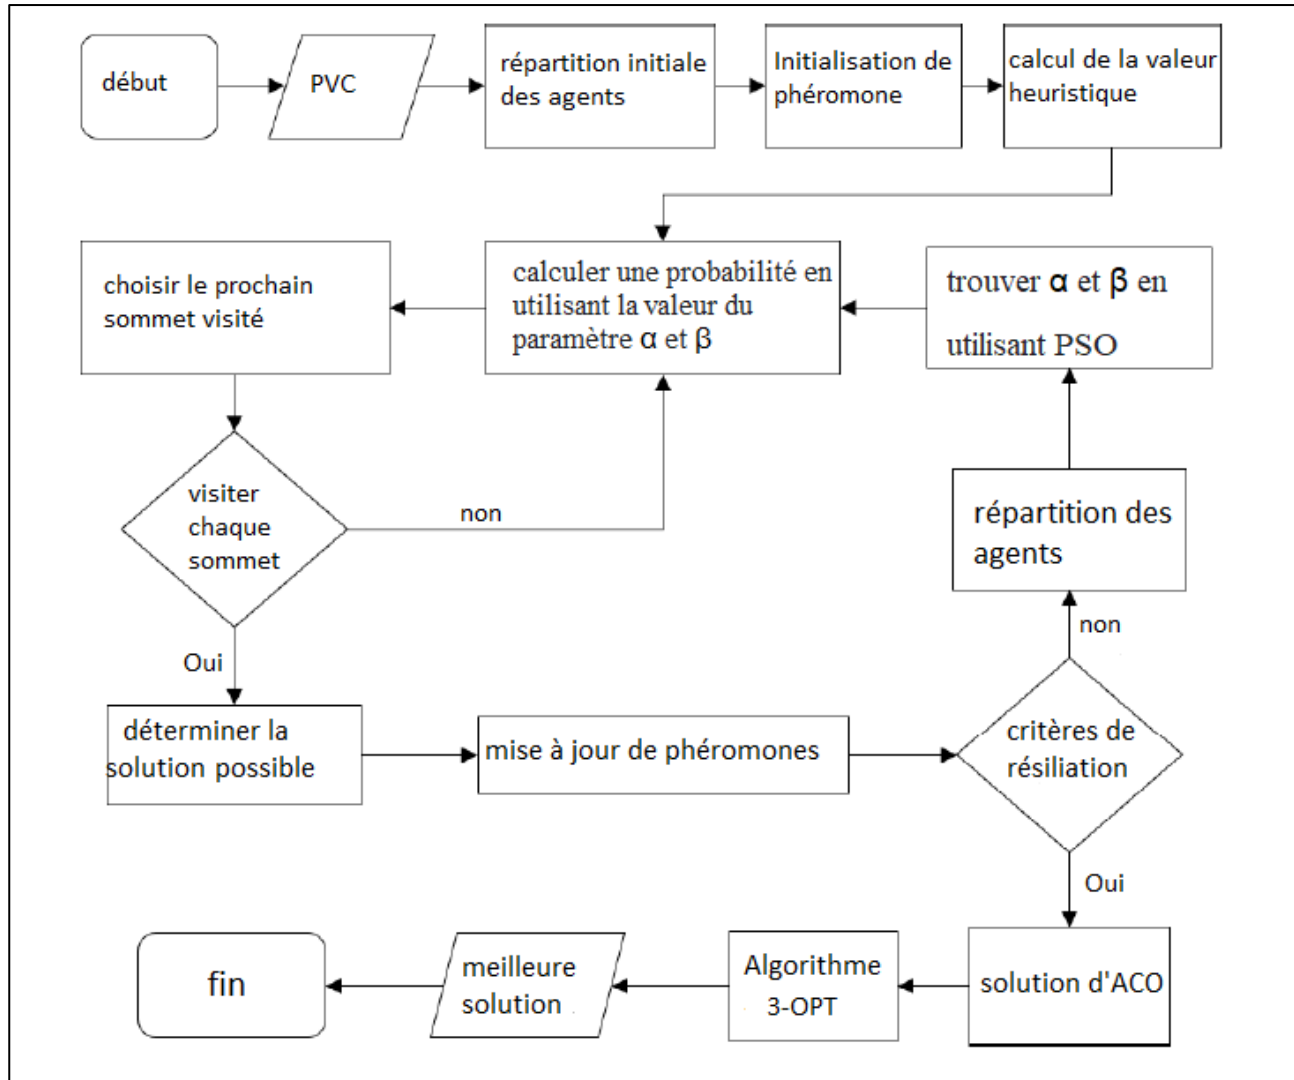 début
PVC
répartition initiale
des agents
Initialisation de
phéromone
calcul de la valeur
heuristique
choisir le prochain
sommet visité
calculer une probabilité en
utilisant la valeur du
paramètre α et β
trouver α et β en
utilisant PSO
visiter
chaque
sommet
non
répartition des
agents
non
Oui
déterminer la
solution possible
mise à jour de phéromones
critères de
résiliation
Oui
fin
meilleure
solution
Algorithme
3-OPT
solution d'ACO